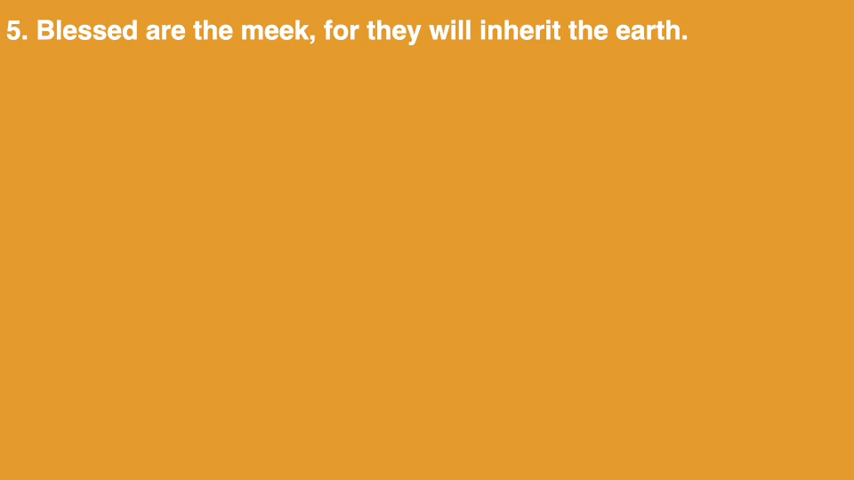 5. Blessed are the meek, for they will inherit the earth.